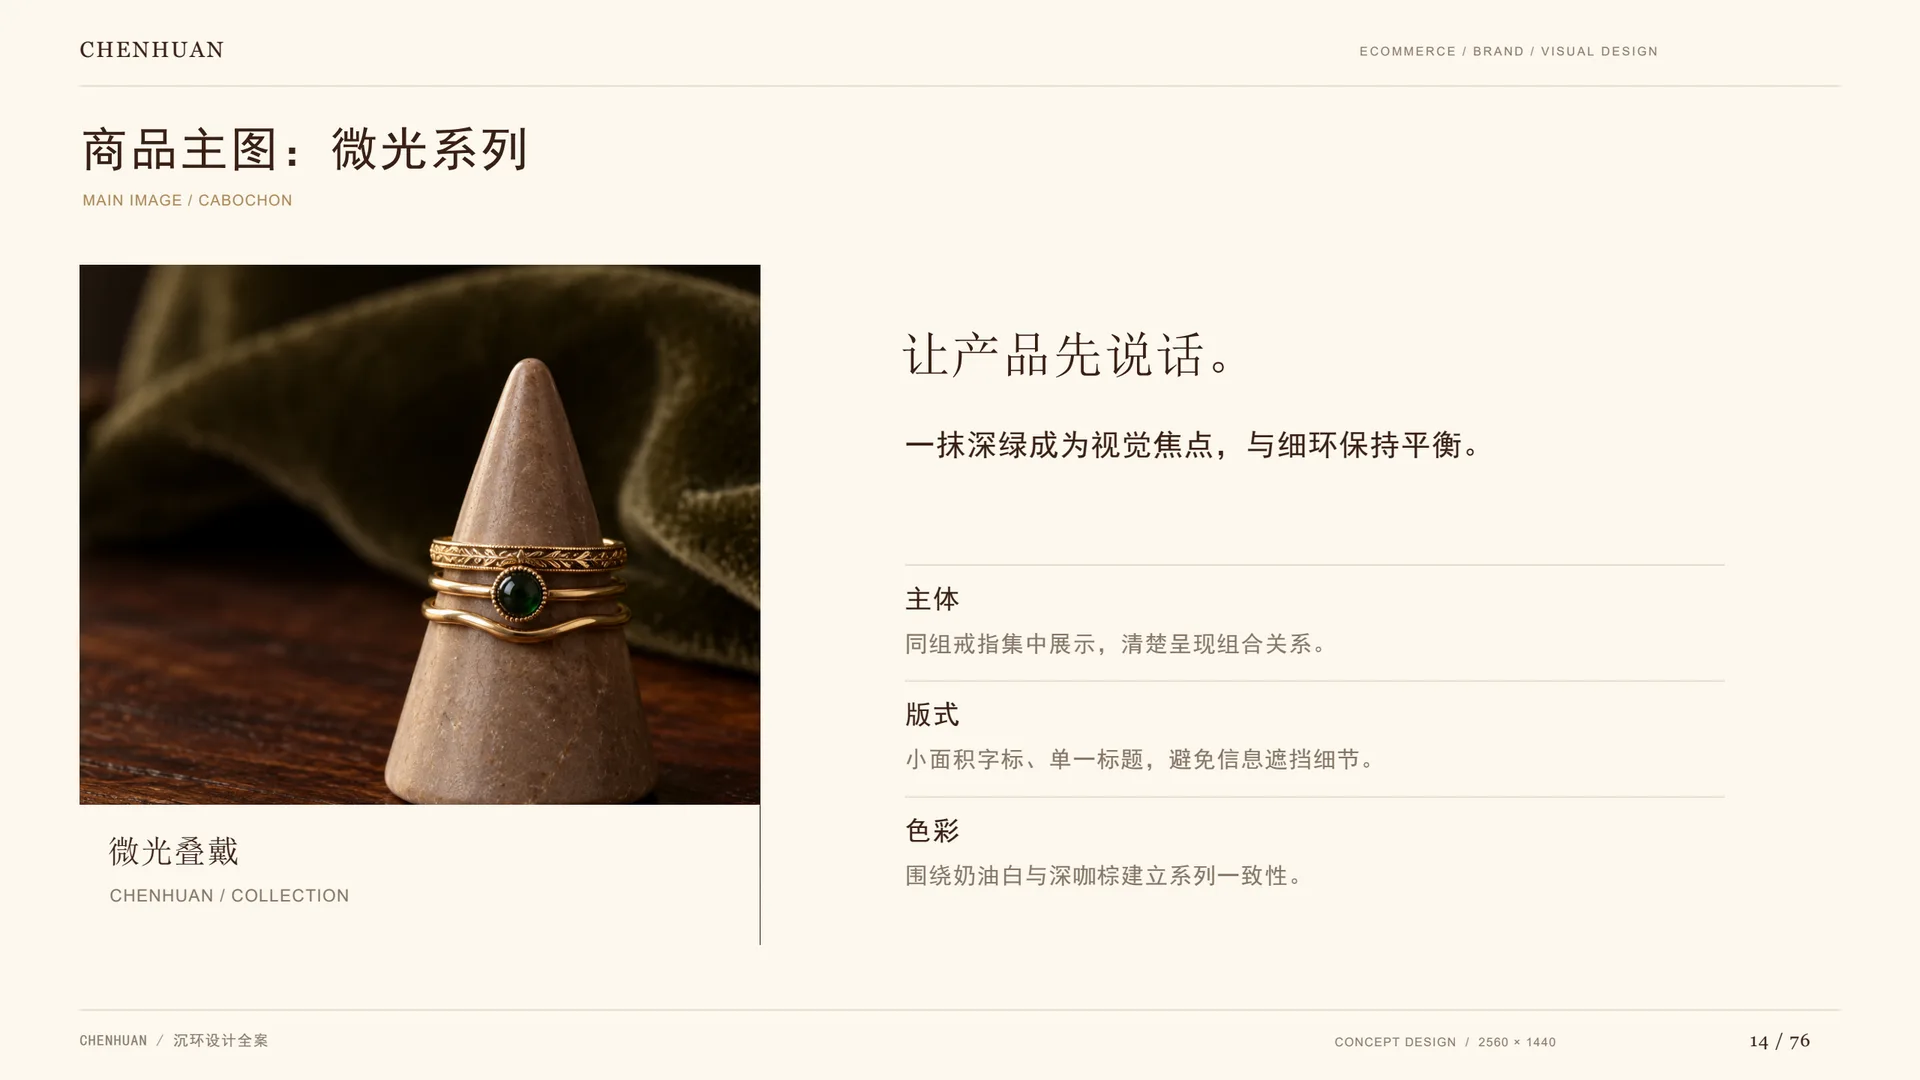 CHENHUAN
ECOMMERCE / BRAND / VISUAL DESIGN
商品主图：微光系列
MAIN IMAGE / CABOCHON
让产品先说话。
一抹深绿成为视觉焦点，与细环保持平衡。
主体
同组戒指集中展示，清楚呈现组合关系。
版式
小面积字标、单一标题，避免信息遮挡细节。
色彩
围绕奶油白与深咖棕建立系列一致性。
微光叠戴
CHENHUAN / COLLECTION
CHENHUAN / 沉环设计全案
CONCEPT DESIGN / 2560 × 1440
14 / 76